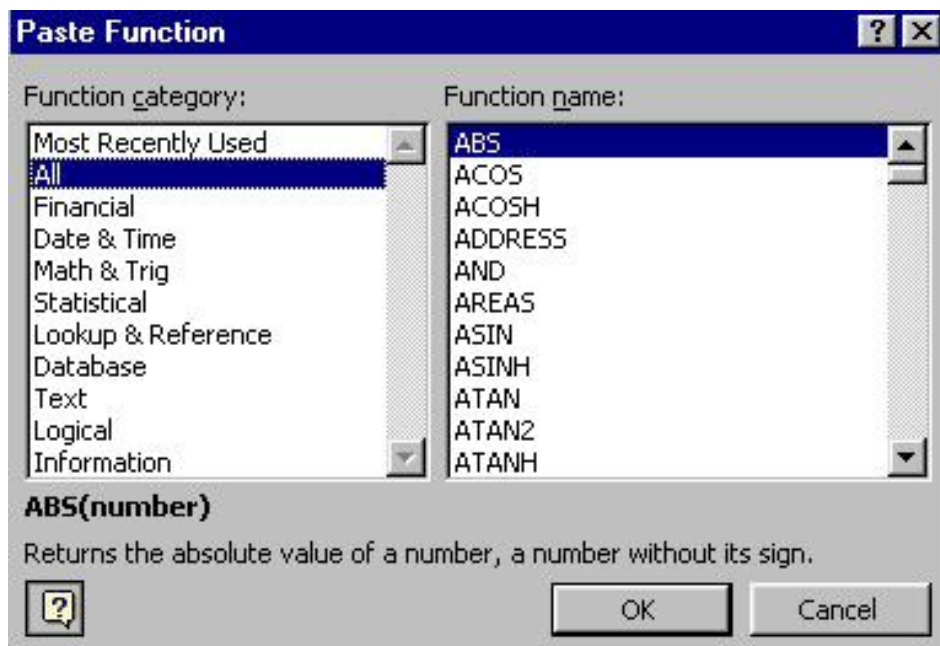 Paste Function
Function category:
Most Recently Used
All
Financial
Date & Time
Math & Trig
Statistical
Lookup & Reference
Database
Text
Logical
Information
Function name:
ABS
ACOS
ACOSH
ADDRESS
AND
AREAS
ASIN
ASINH
ATAN
ATAN2
ATANH
ABS(number)
Returns the absolute value of a number, a number without its sign.
OK
Cancel